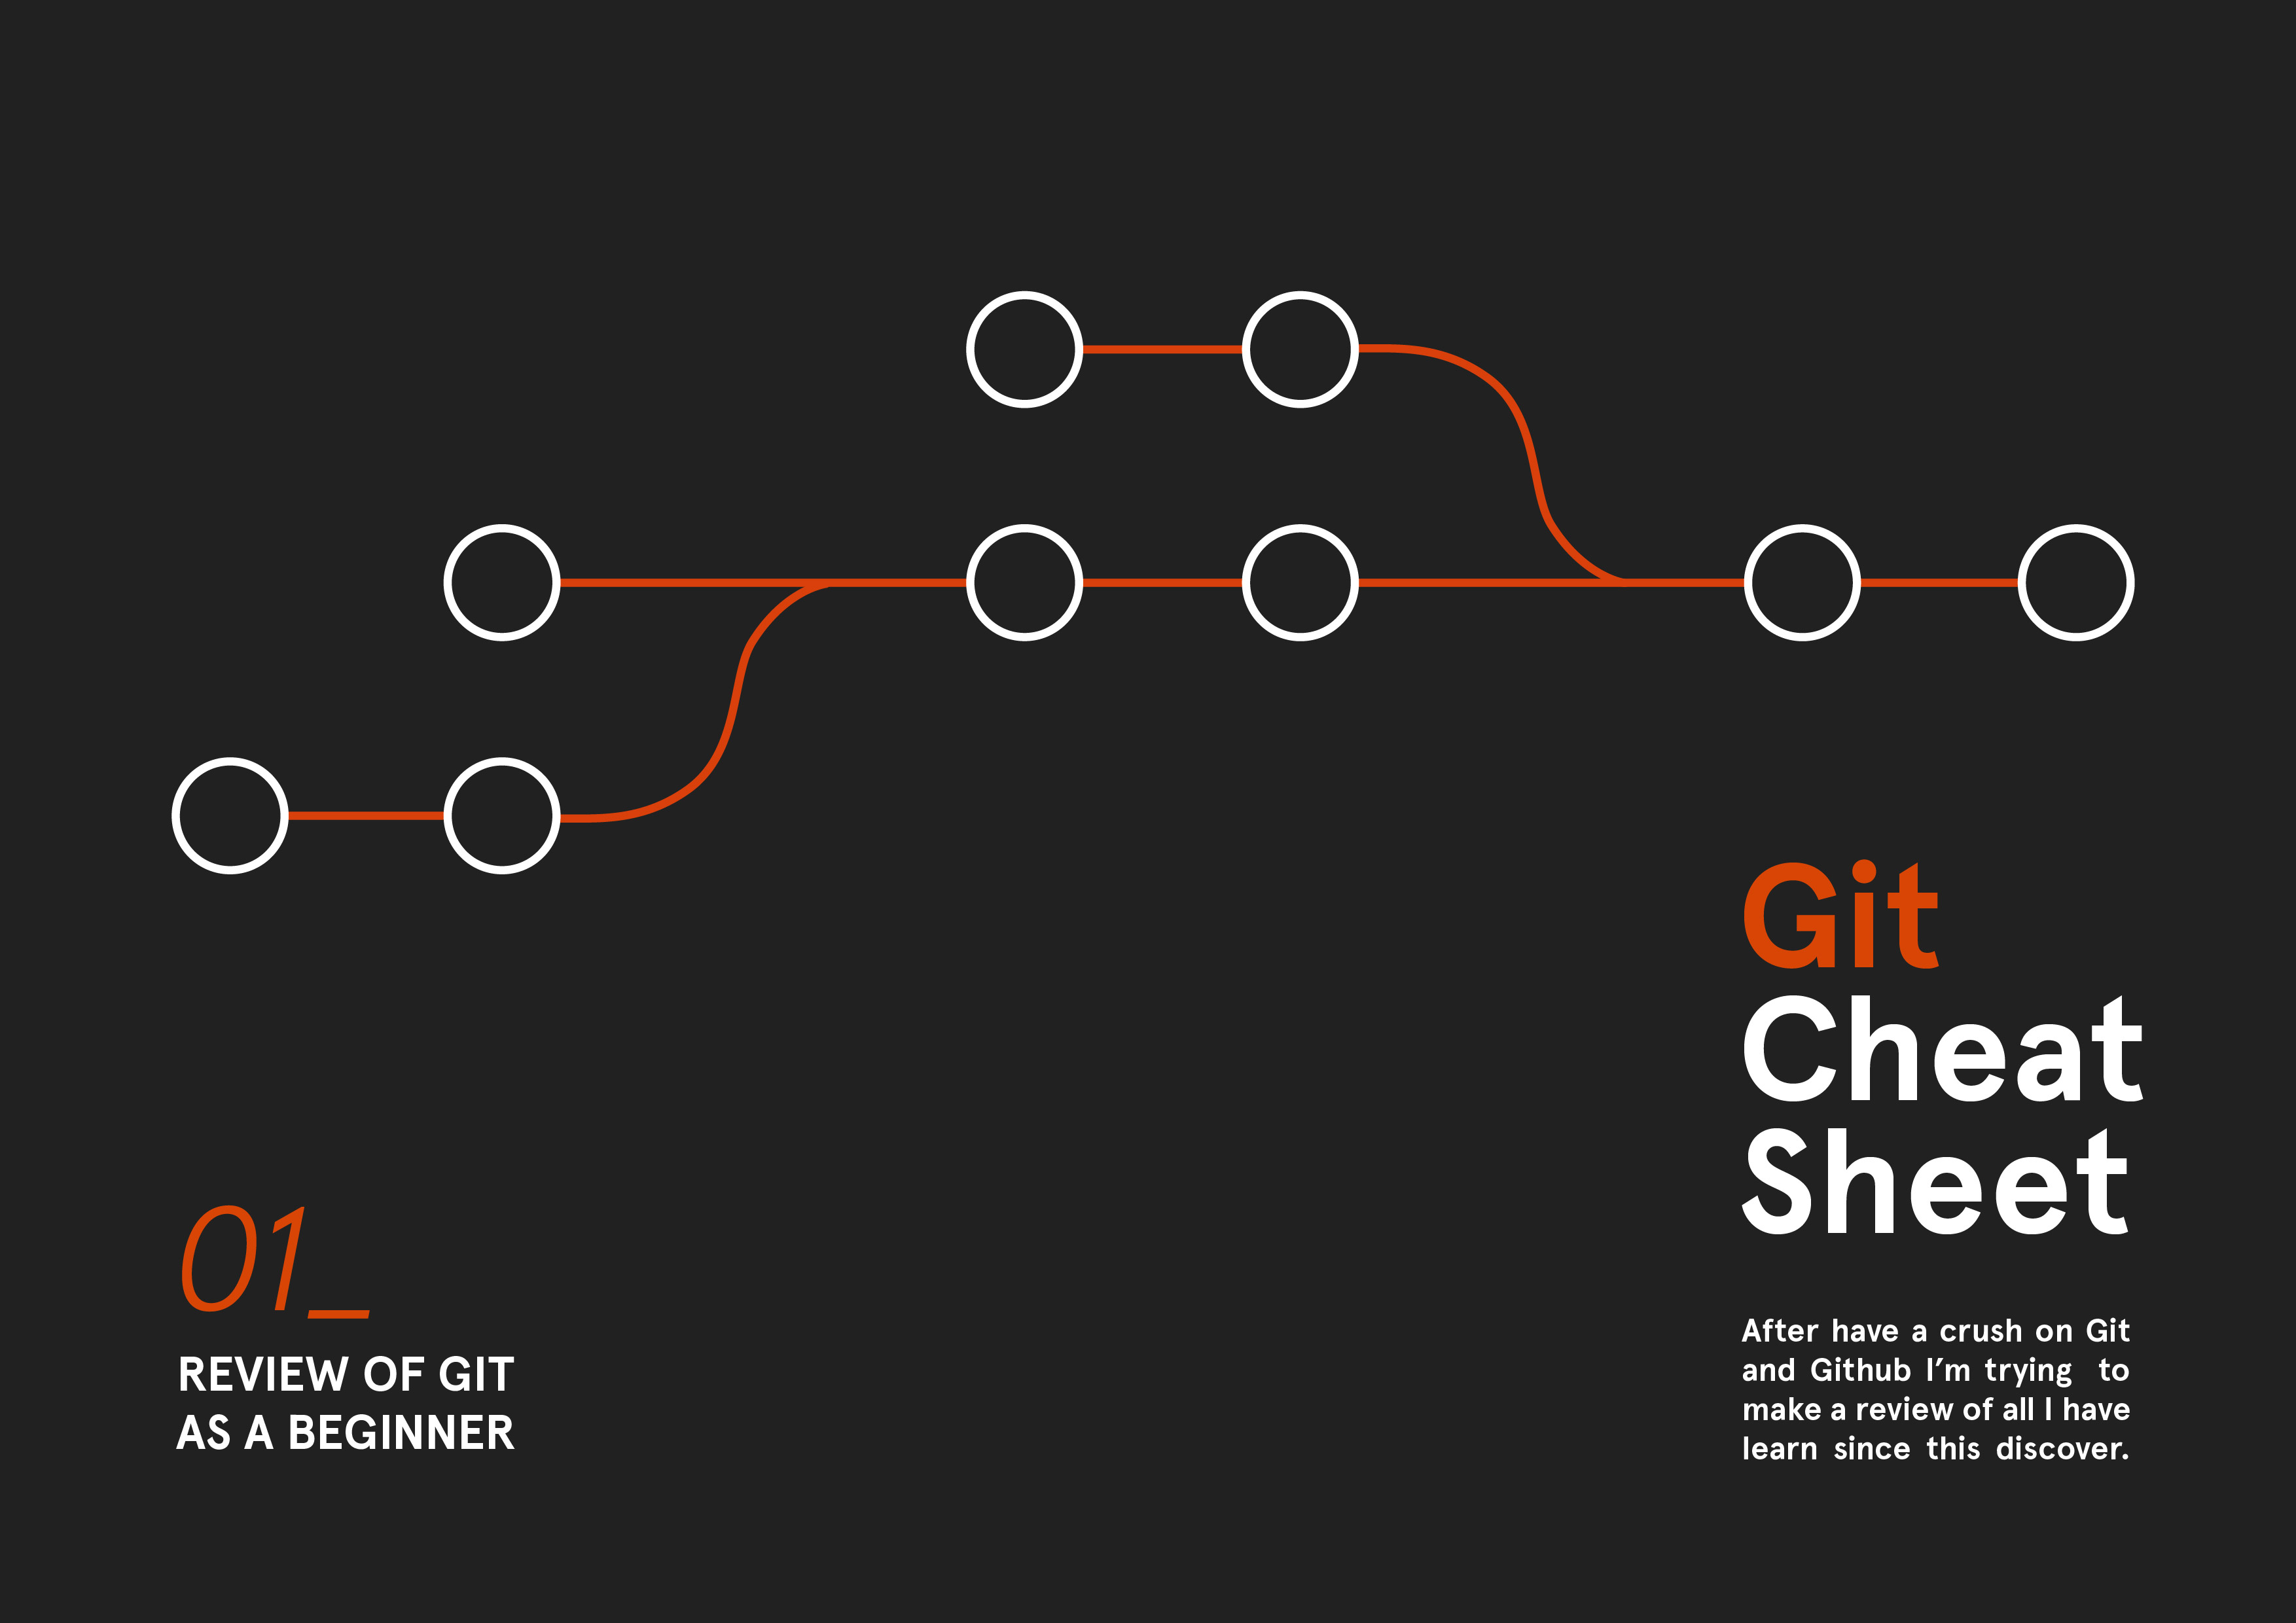 Git
Cheat
Sheet
01_
REVIEW OF GIT
AS A BEGINNER
After have a crush on Git
and Github I'm trying to
make a review of all I have
learn since this discover.